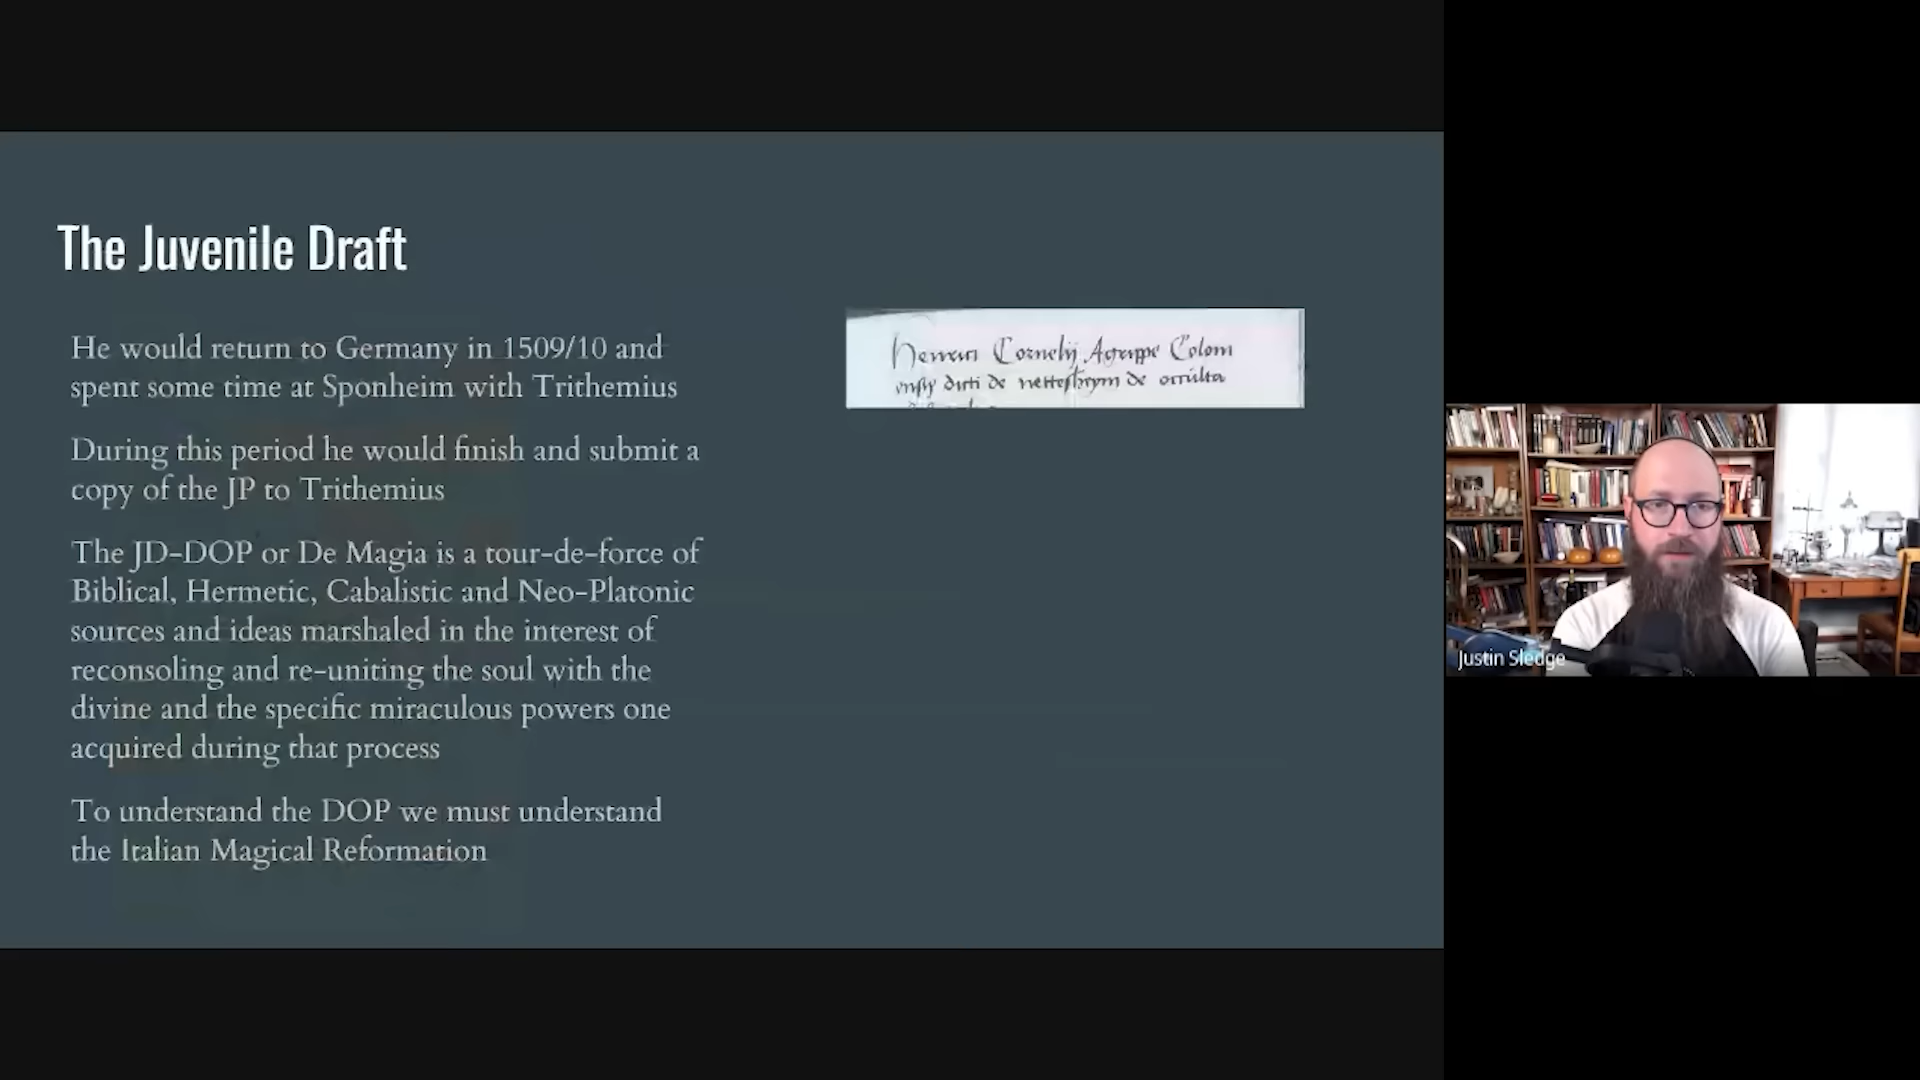 The Juvenile Draft
He would return to Germany in 1509/10 and
spent some time at Sponheim with Trithemius
During this period he would finish and submit a
copy of the JP to Trithemius
The JD-DOP or De Magia is a tour-de-force of
Biblical, Hermetic, Cabalistic and Neo-Platonic
sources and ideas marshaled in the interest of
reconsoling and re-uniting the soul with the
divine and the specific miraculous powers one
acquired during that process
To understand the DOP we must understand
the Italian Magical Reformation
Cornelij Agrippe Coloni
dicti de de occulta
Justin Sledge